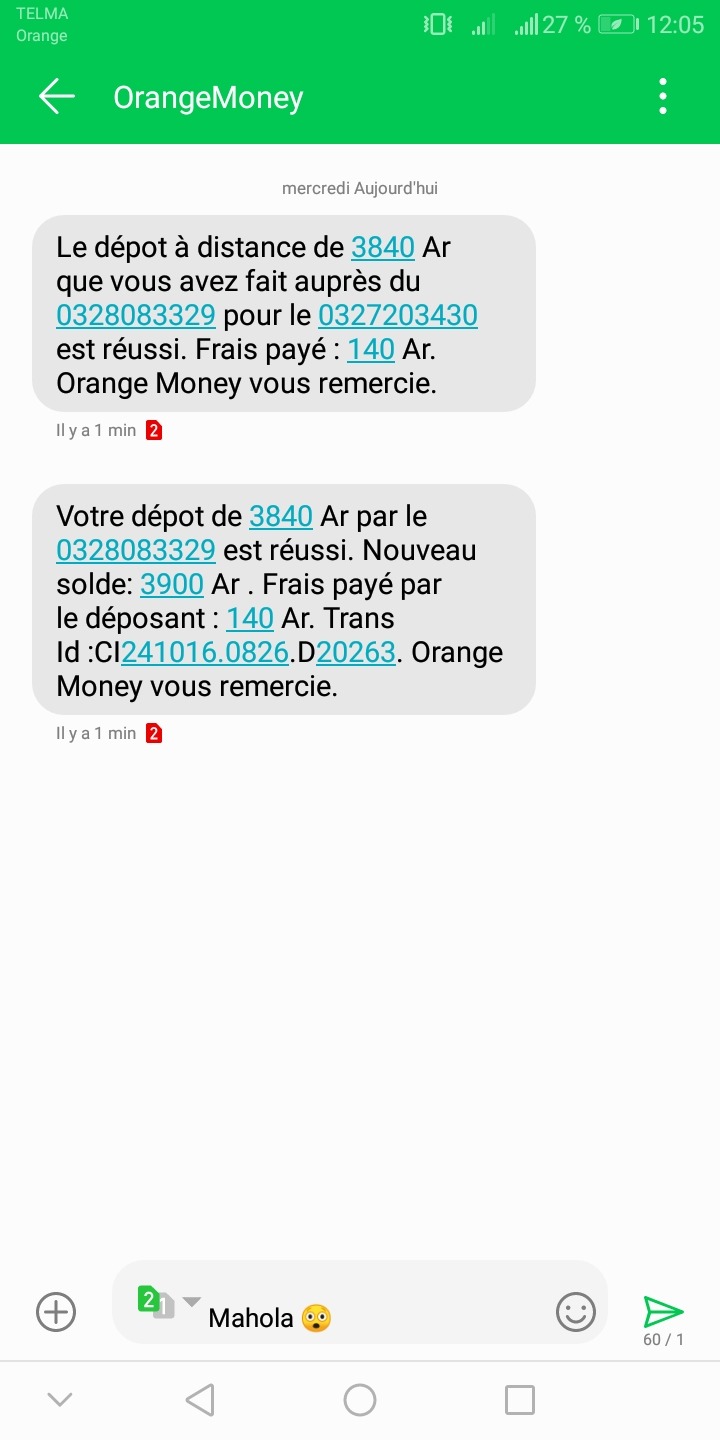 TELMA
Orange
27 % 12:05
OrangeMoney
mercredi Aujourd'hui
Le dépot à distance de 3840 Ar
que vous avez fait auprès du
0328083329 pour le 0327203430
est réussi. Frais payé : 140 Ar.
Orange Money vous remercie.
Il y a 1 min 2
Votre dépot de 3840 Ar par le
0328083329 est réussi. Nouveau
solde: 3900 Ar . Frais payé par
le déposant : 140 Ar. Trans
Id :CI241016.0826.D20263. Orange
Money vous remercie.
Il y a 1 min 2
2 1 Mahola 😳
60 / 1